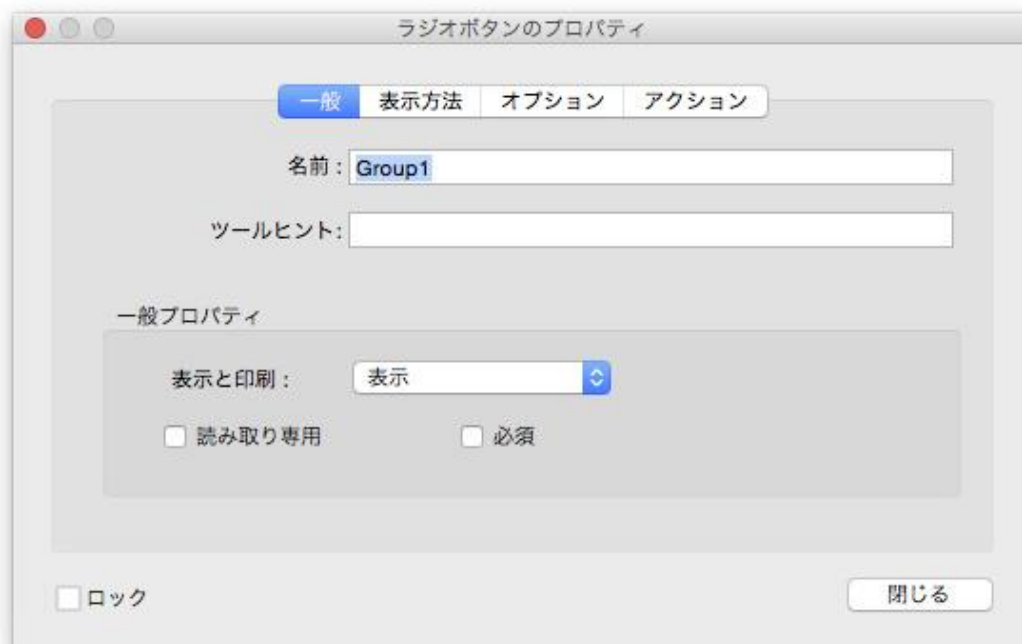 ラジオボタンのプロパティ
一般 表示方法 オプション アクション
名前： Group1
ツールヒント:
一般プロパティ
表示と印刷： 表示
読み取り専用 必須
ロック 閉じる